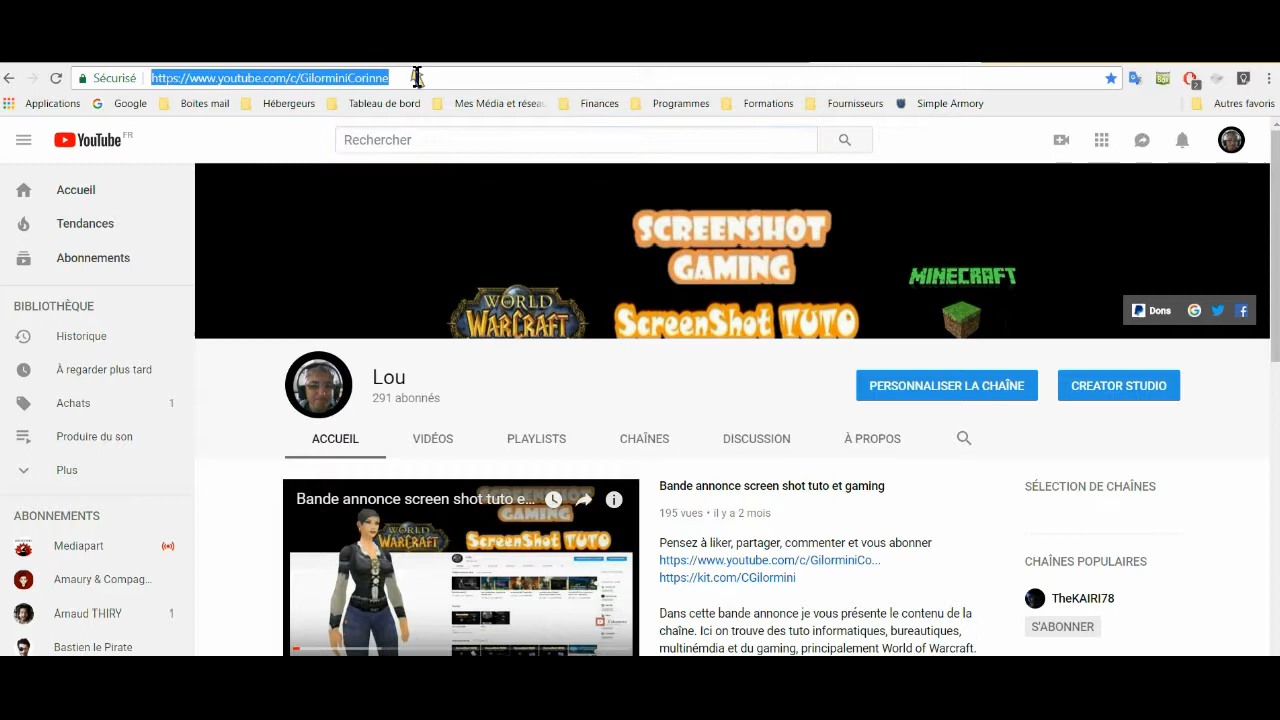 Sécurisé https://www.youtube.com/c/GilorminiCorinne
Applications Google Boites mail Hébergeurs Tableau de bord Mes Média et résea Finances Programmes Formations Fournisseurs Simple Armory Autres favoris
YouTube FR
Rechercher
Accueil
Tendances
Abonnements
BIBLIOTHÈQUE
Historique
À regarder plus tard
Achats 1
Produire du son
Plus
ABONNEMENTS
Mediapart
Amaury & Compag...
Arnaud THIRY 1
Bastien le Pirate
SCREENSHOT
GAMING
WORLD
WARCRAFT
ScreenShot TUTO
MINECRAFT
Dons
Lou
291 abonnés
PERSONNALISER LA CHAÎNE
CREATOR STUDIO
ACCUEIL VIDÉOS PLAYLISTS CHAÎNES DISCUSSION À PROPOS
Bande annonce screen shot tuto e...
GAMING
WARCRAFT
ScreenShot TUTO
Bande annonce screen shot tuto et gaming
195 vues • il y a 2 mois
Pensez à liker, partager, commenter et vous abonner
https://www.youtube.com/c/GilorminiCo...
https://kit.com/CGilormini
Dans cette bande annonce je vous présente le contenu de la
chaîne. Ici on trouve des tuto informatiques, bureautiques,
multinémdia et du gaming, principalement World of Warcraft.
SÉLECTION DE CHAÎNES
CHAÎNES POPULAIRES
TheKAIRI78
S'ABONNER